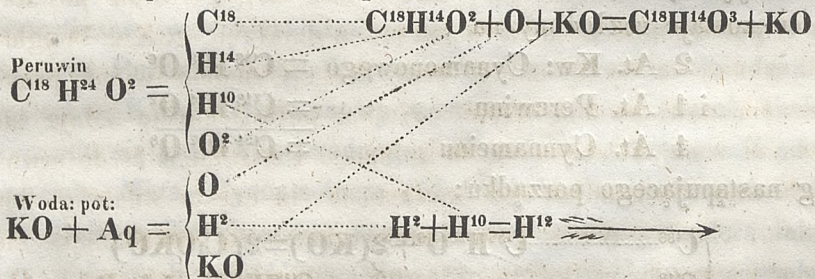 C¹⁸ C¹⁸H¹⁴O²+O+KO=C¹⁸H¹⁴O³+KO
H¹⁴
Peruwin
C¹⁸ H²⁴ O² =
H¹⁰
O²
O
Woda: pot:
KO + Aq =
H² H²+H¹⁰=H¹²
KO